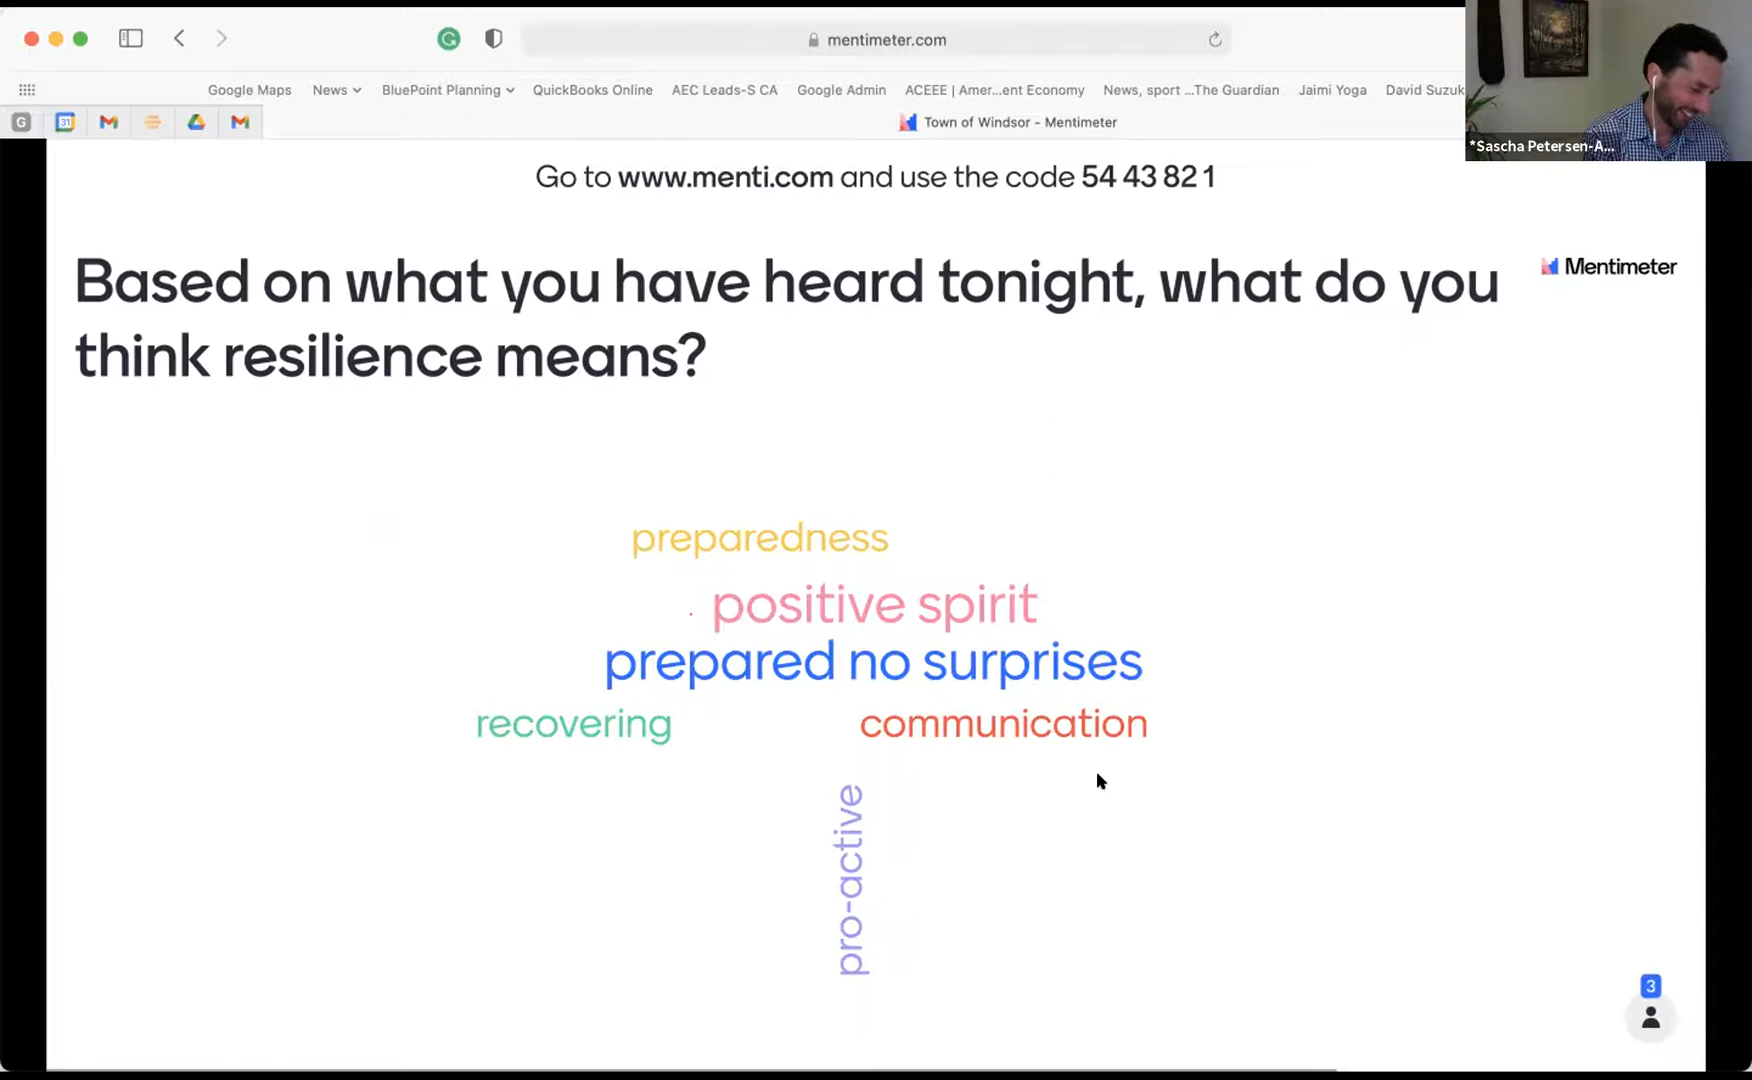 mentimeter.com
Google Maps News BluePoint Planning QuickBooks Online AEC Leads-S CA Google Admin ACEEE | Amer...ent Economy News, sport ...The Guardian Jaimi Yoga David Suzuk
G 31 Town of Windsor - Mentimeter
*Sascha Petersen-A...
Go to www.menti.com and use the code 54 43 82 1
Mentimeter
Based on what you have heard tonight, what do you
think resilience means?
preparedness
positive spirit
prepared no surprises
recovering communication
pro-active
3